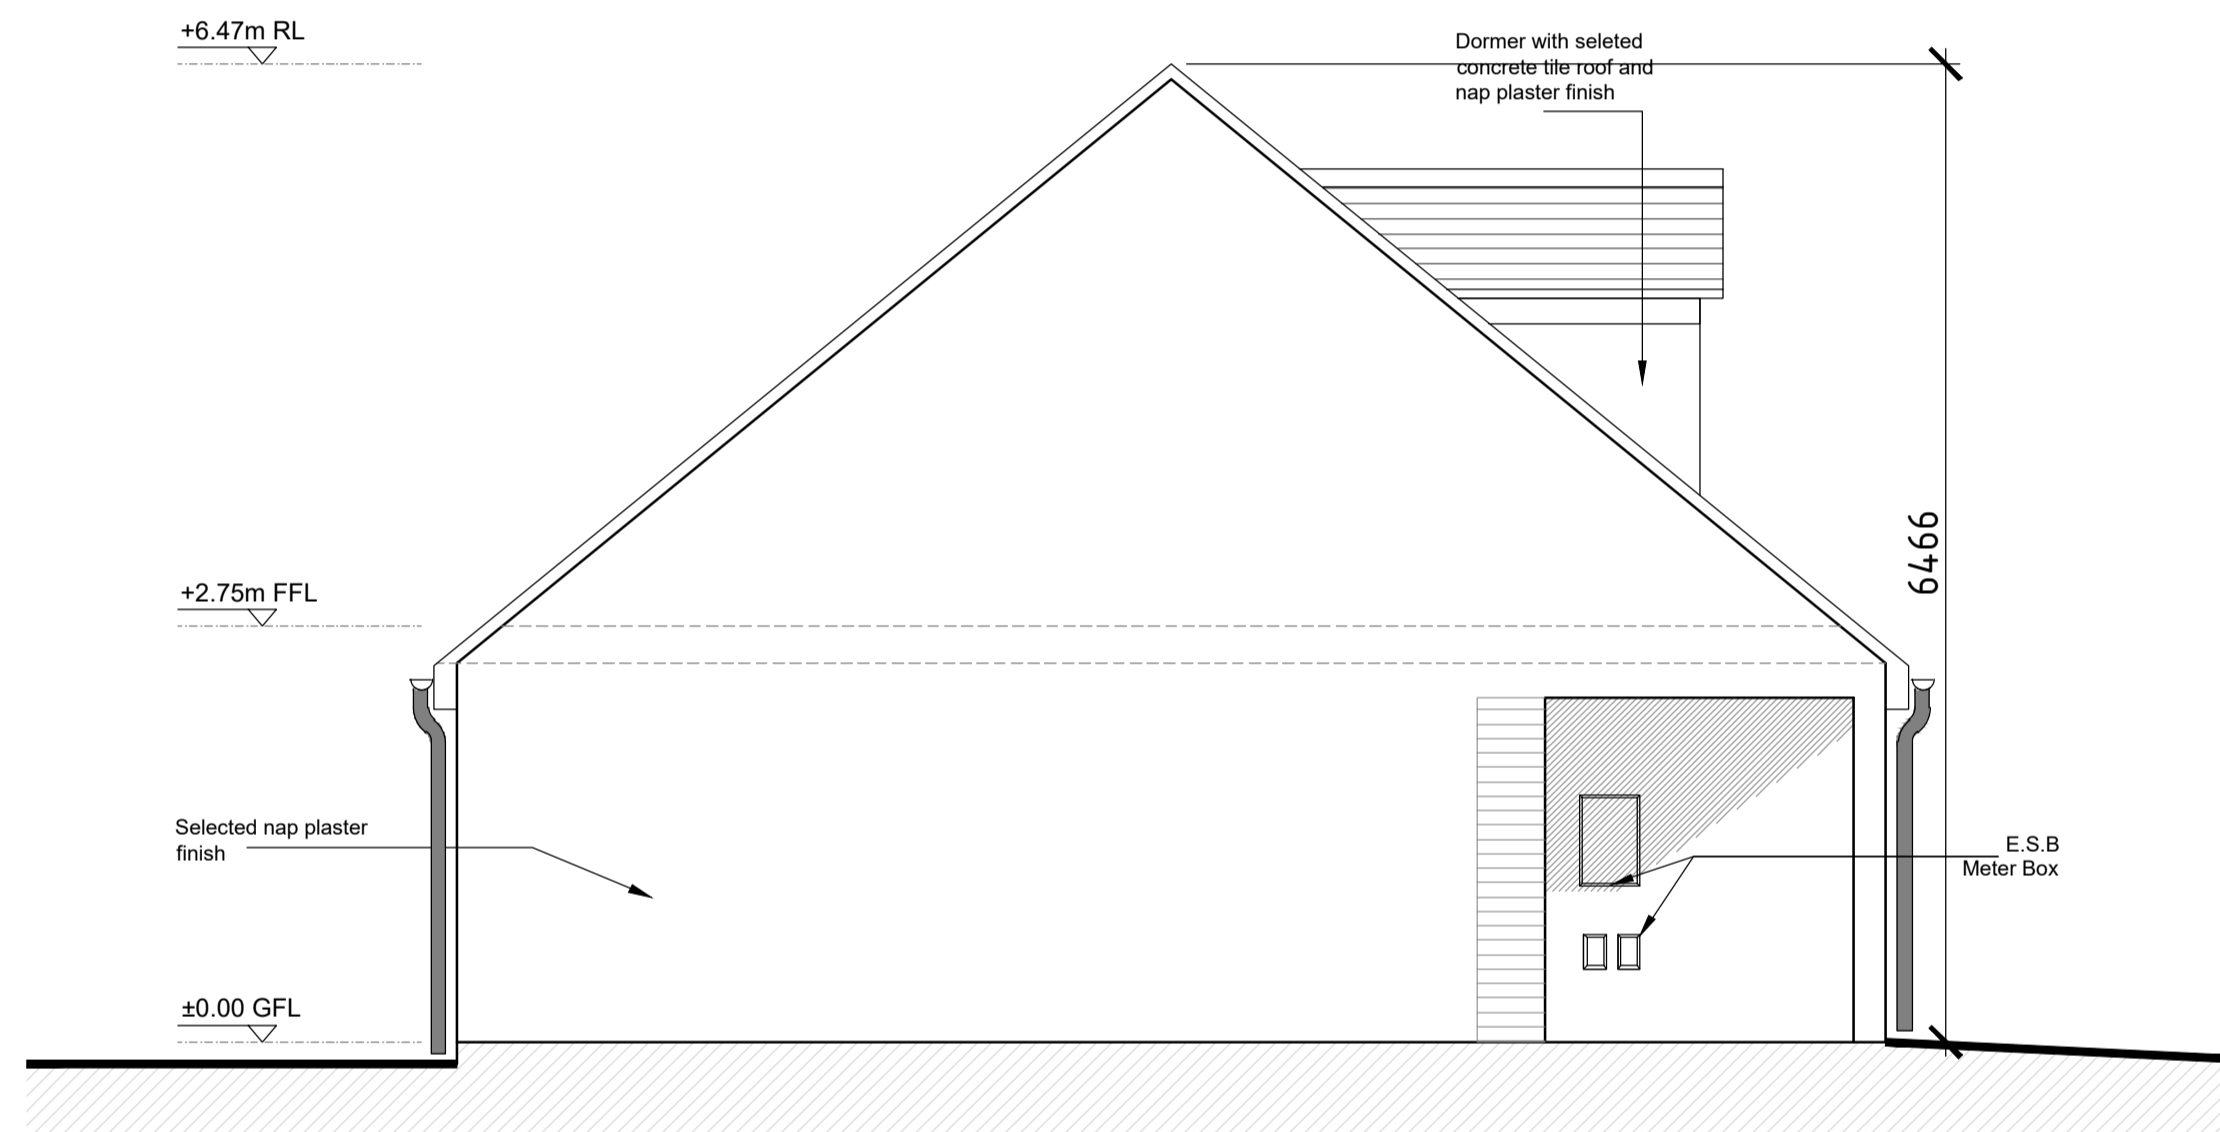 +6.47m RL
Dormer with seleted
concrete tile roof and
nap plaster finish
6466
+2.75m FFL
Selected nap plaster
finish
E.S.B
Meter Box
±0.00 GFL